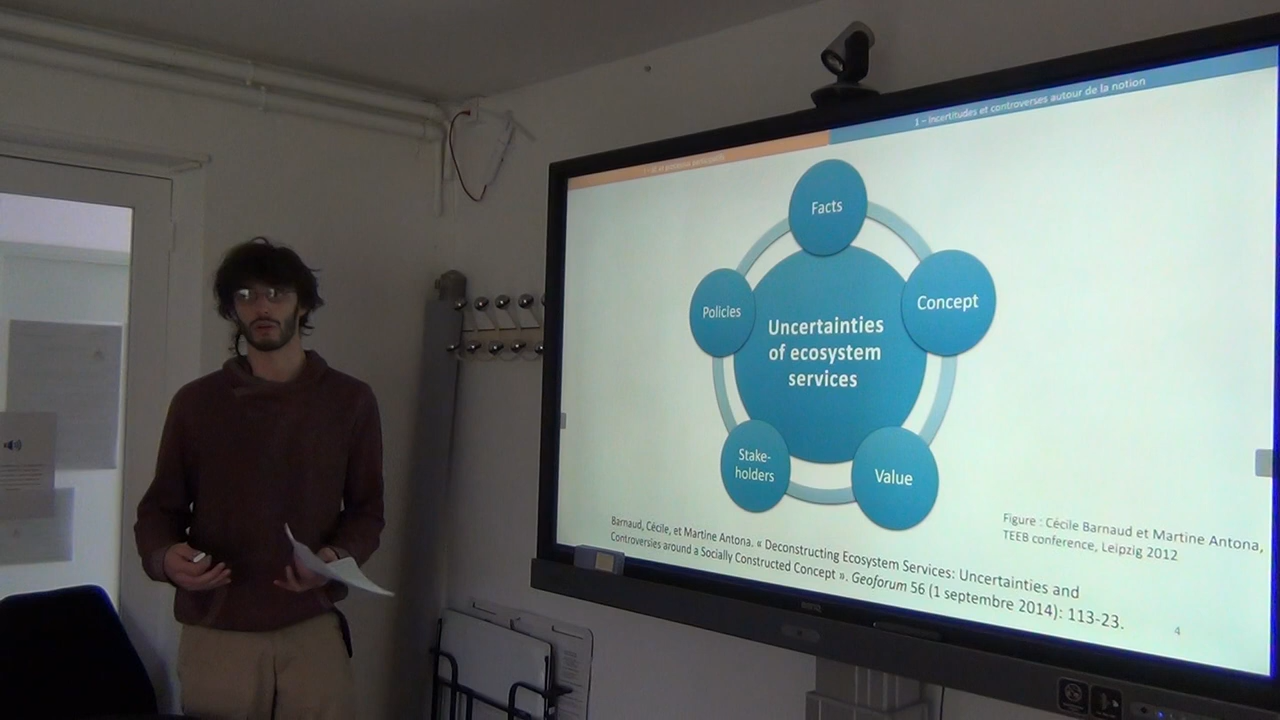 1 – Incertitudes et controverses autour de la notion
Facts
Concept
Policies
Uncertainties
of ecosystem
services
Stake-
holders
Value
Figure : Cécile Barnaud et Martine Antona,
TEEB conference, Leipzig 2012
Barnaud, Cécile, et Martine Antona. « Deconstructing Ecosystem Services: Uncertainties and
Controversies around a Socially Constructed Concept ». Geoforum 56 (1 septembre 2014): 113‑23.
4
BENQ